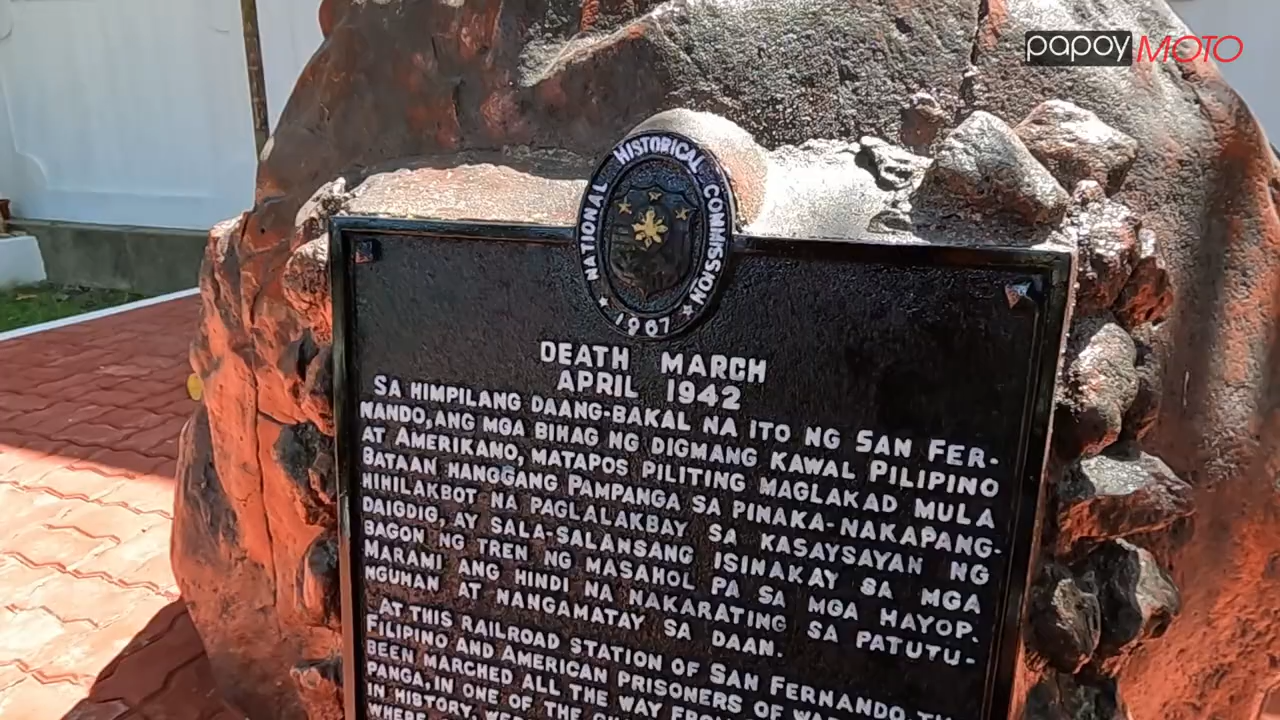 papoy MOTO
NATIONAL HISTORICAL COMMISSION
1967
DEATH MARCH
APRIL 1942
SA HIMPILANG DAANG-BAKAL NA ITO NG SAN FER-
NANDO, ANG MGA BIHAG NG DIGMANG KAWAL PILIPINO
AT AMERIKANO, MATAPOS PILITING MAGLAKAD MULA
BATAAN HANGGANG PAMPANGA SA PINAKA-NAKAPANG-
HIHILAKBOT NA PAGLALAKBAY SA KASAYSAYAN NG
DAIGDIG, AY SALA-SALANSANG ISINAKAY SA MGA
BAGON NG TREN NG MASAHOL PA SA MGA HAYOP.
MARAMI ANG HINDI NA NAKARATING SA PATUTU-
NGUHAN AT NANGAMATAY SA DAAN.
AT THIS RAILROAD STATION OF SAN FERNANDO,
FILIPINO AND AMERICAN PRISONERS OF
BEEN MARCHED ALL THE WAY
PANGA, IN ONE OF THE
IN HISTORY,